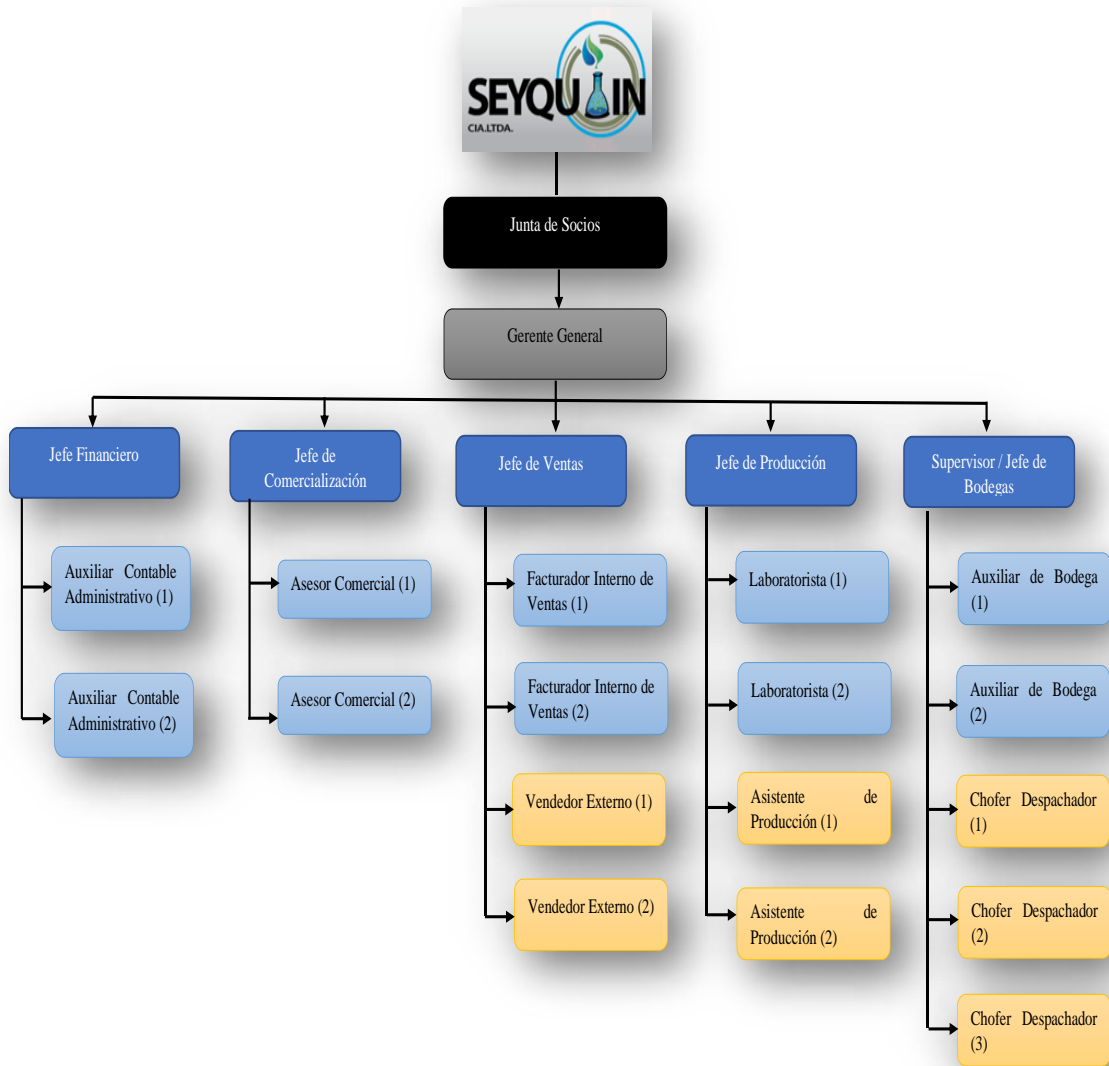 SEYQUIN
CIA.LTDA.
Junta de Socios
Gerente General
Jefe Financiero
Auxiliar Contable
Administrativo (1)
Auxiliar Contable
Administrativo (2)
Jefe de
Comercialización
Asesor Comercial (1)
Asesor Comercial (2)
Jefe de Ventas
Facturador Interno de
Ventas (1)
Facturador Interno de
Ventas (2)
Vendedor Externo (1)
Vendedor Externo (2)
Jefe de Producción
Laboratorista (1)
Laboratorista (2)
Asistente de
Producción (1)
Asistente de
Producción (2)
Supervisor / Jefe de
Bodegas
Auxiliar de Bodega
(1)
Auxiliar de Bodega
(2)
Chofer Despachador
(1)
Chofer Despachador
(2)
Chofer Despachador
(3)